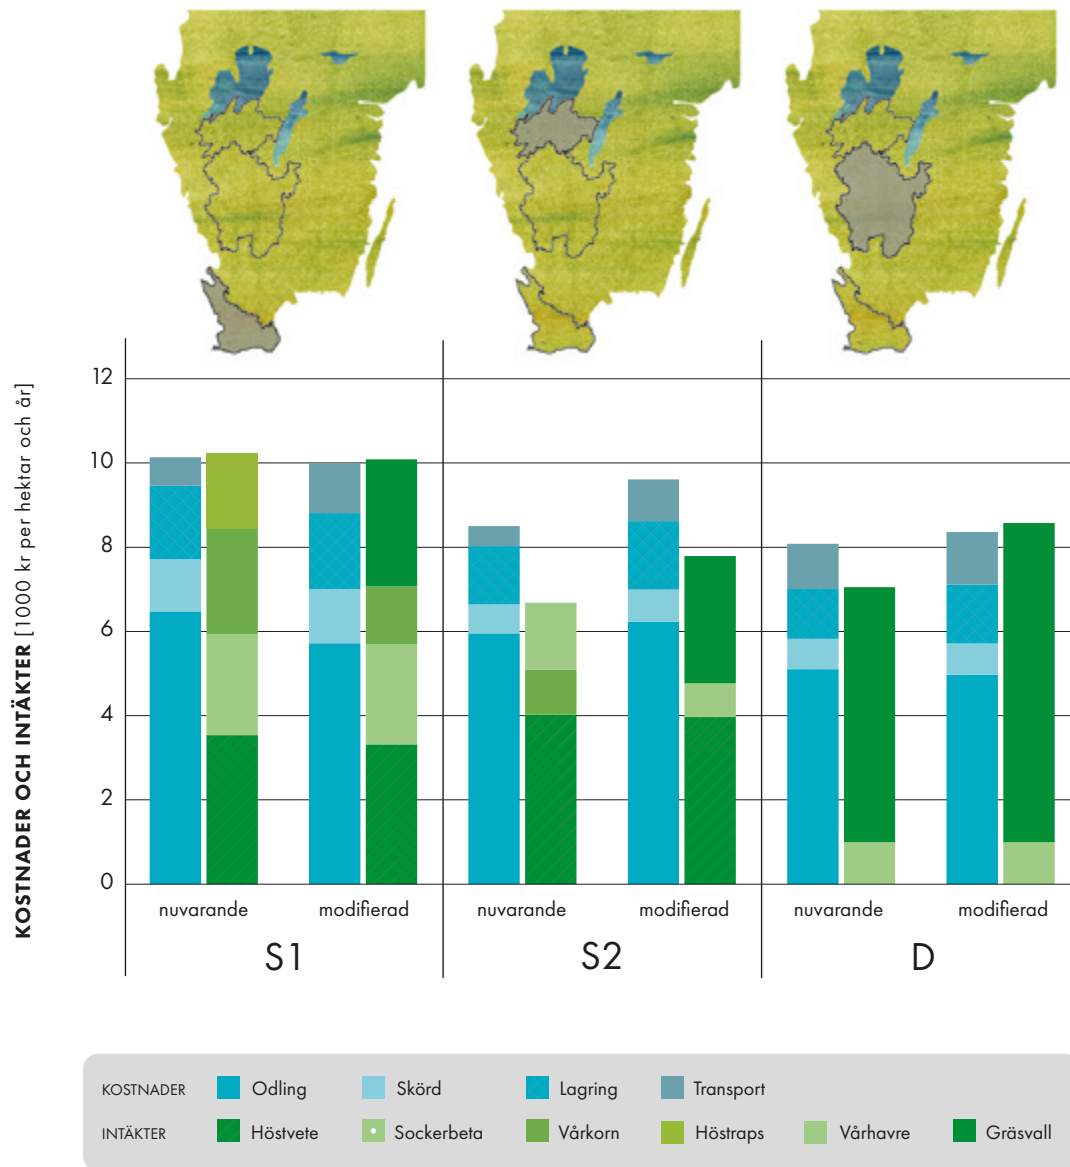 KOSTNADER OCH INTÄKTER [1000 kr per hektar och år]
12
10
8
6
4
2
0
nuvarande modifierad nuvarande modifierad nuvarande modifierad
S1 S2 D
KOSTNADER Odling Skörd Lagring Transport
INTÄKTER Höstvete Sockerbeta Vårkorn Höstraps Vårhavre Gräsvall